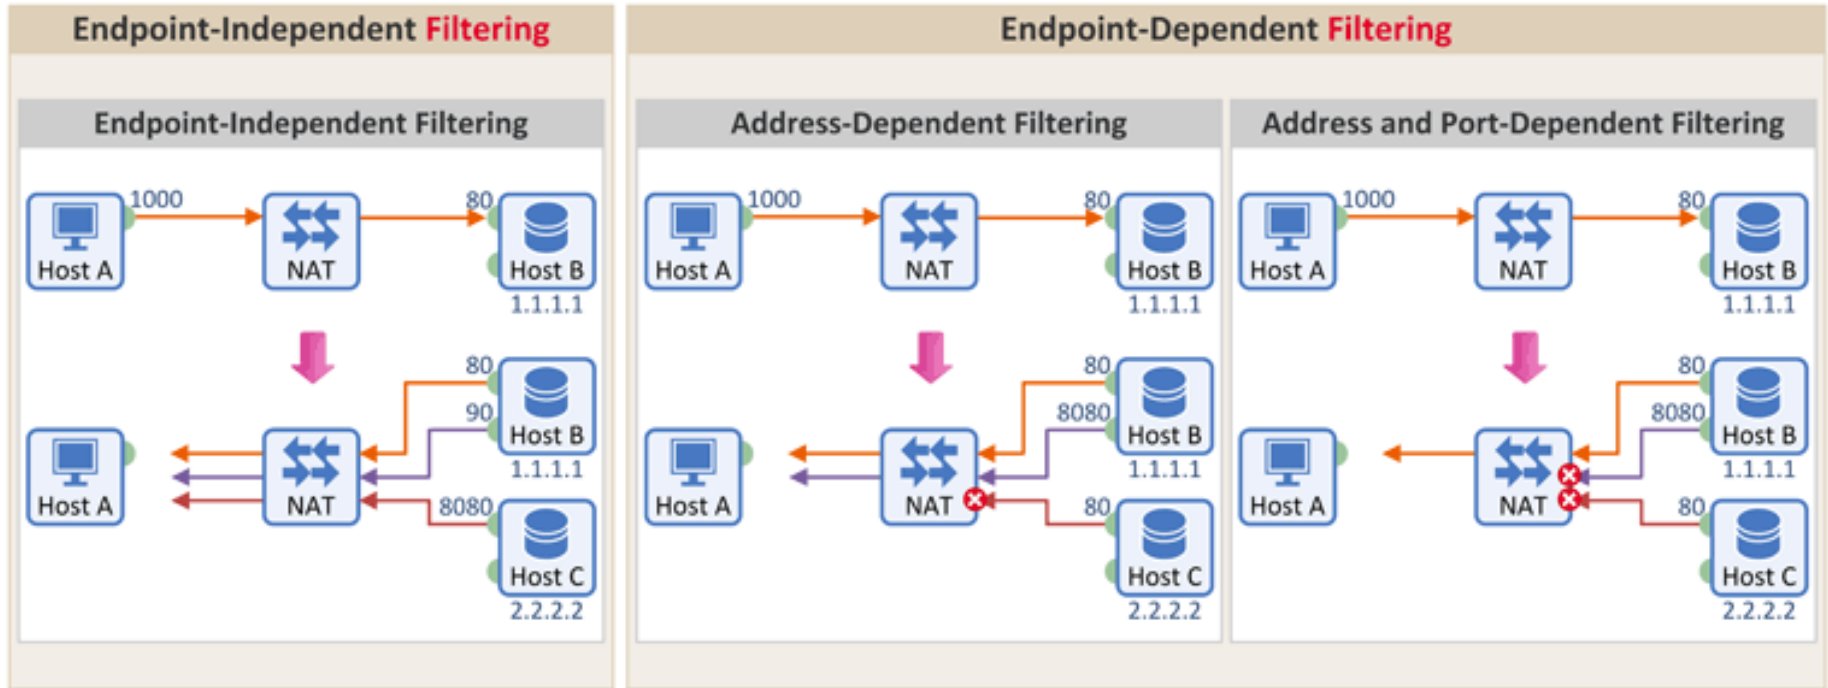 Endpoint-Independent Filtering
Endpoint-Independent Filtering
1000
80
Host A
NAT
Host B
1.1.1.1
80
90
Host B
1.1.1.1
Host A
NAT
8080
Host C
2.2.2.2
Endpoint-Dependent Filtering
Address-Dependent Filtering
1000
80
Host A
NAT
Host B
1.1.1.1
80
8080
Host B
1.1.1.1
Host A
NAT
80
Host C
2.2.2.2
Address and Port-Dependent Filtering
1000
80
Host A
NAT
Host B
1.1.1.1
80
8080
Host B
1.1.1.1
Host A
NAT
80
Host C
2.2.2.2